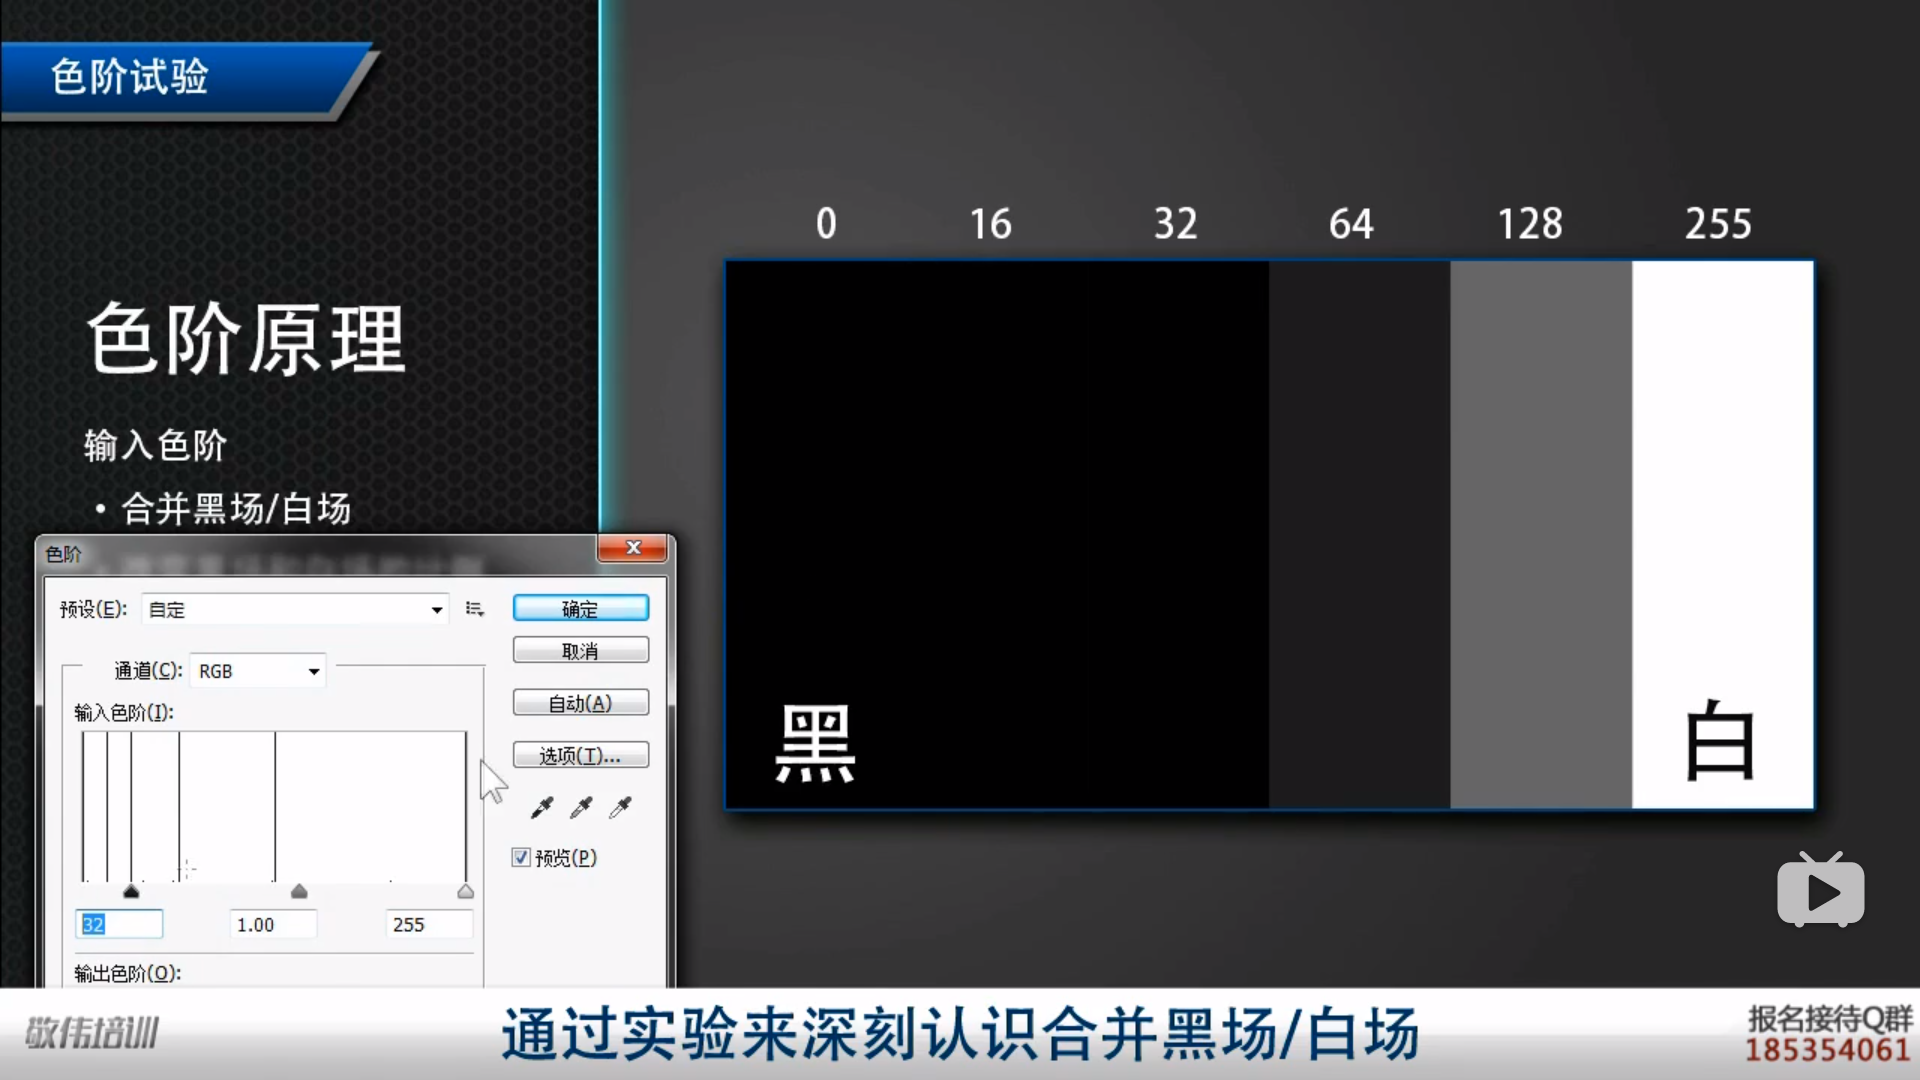 色阶试验
色阶原理
输入色阶
• 合并黑场/白场
0 16 32 64 128 255
黑 白
色阶
预设(E): 自定
确定
取消
通道(C): RGB
自动(A)
输入色阶(I):
选项(T)...
预览(P)
32 1.00 255
输出色阶(O):
敬伟培训
通过实验来深刻认识合并黑场/白场
报名接待Q群
185354061